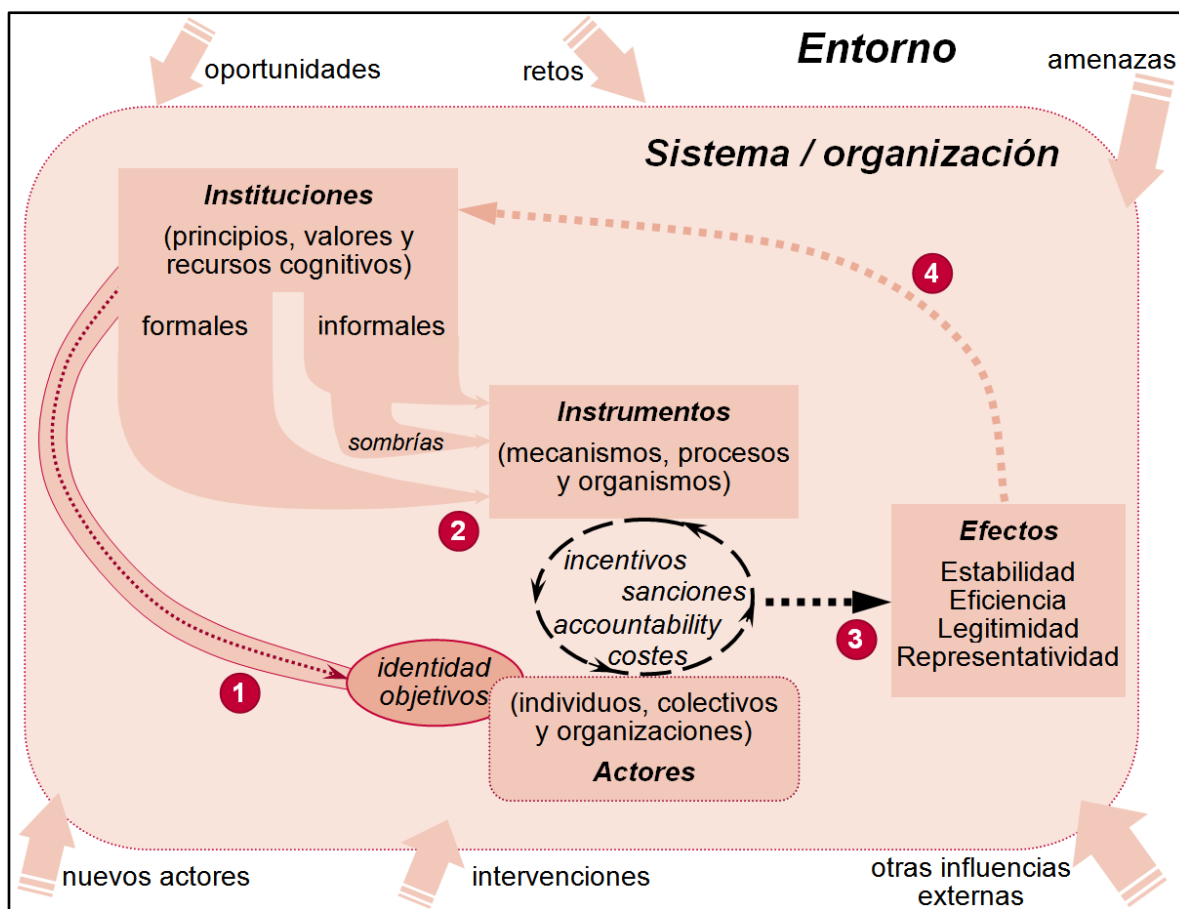 Entorno
oportunidades
retos
amenazas
Sistema / organización
Instituciones
(principios, valores y
recursos cognitivos)
formales
informales
4
Instrumentos
(mecanismos, procesos
y organismos)
sombrías
2
incentivos
sanciones
accountability
costes
3
Efectos
Estabilidad
Eficiencia
Legitimidad
Representatividad
1
identidad
objetivos
(individuos, colectivos
y organizaciones)
Actores
nuevos actores
intervenciones
otras influencias
externas